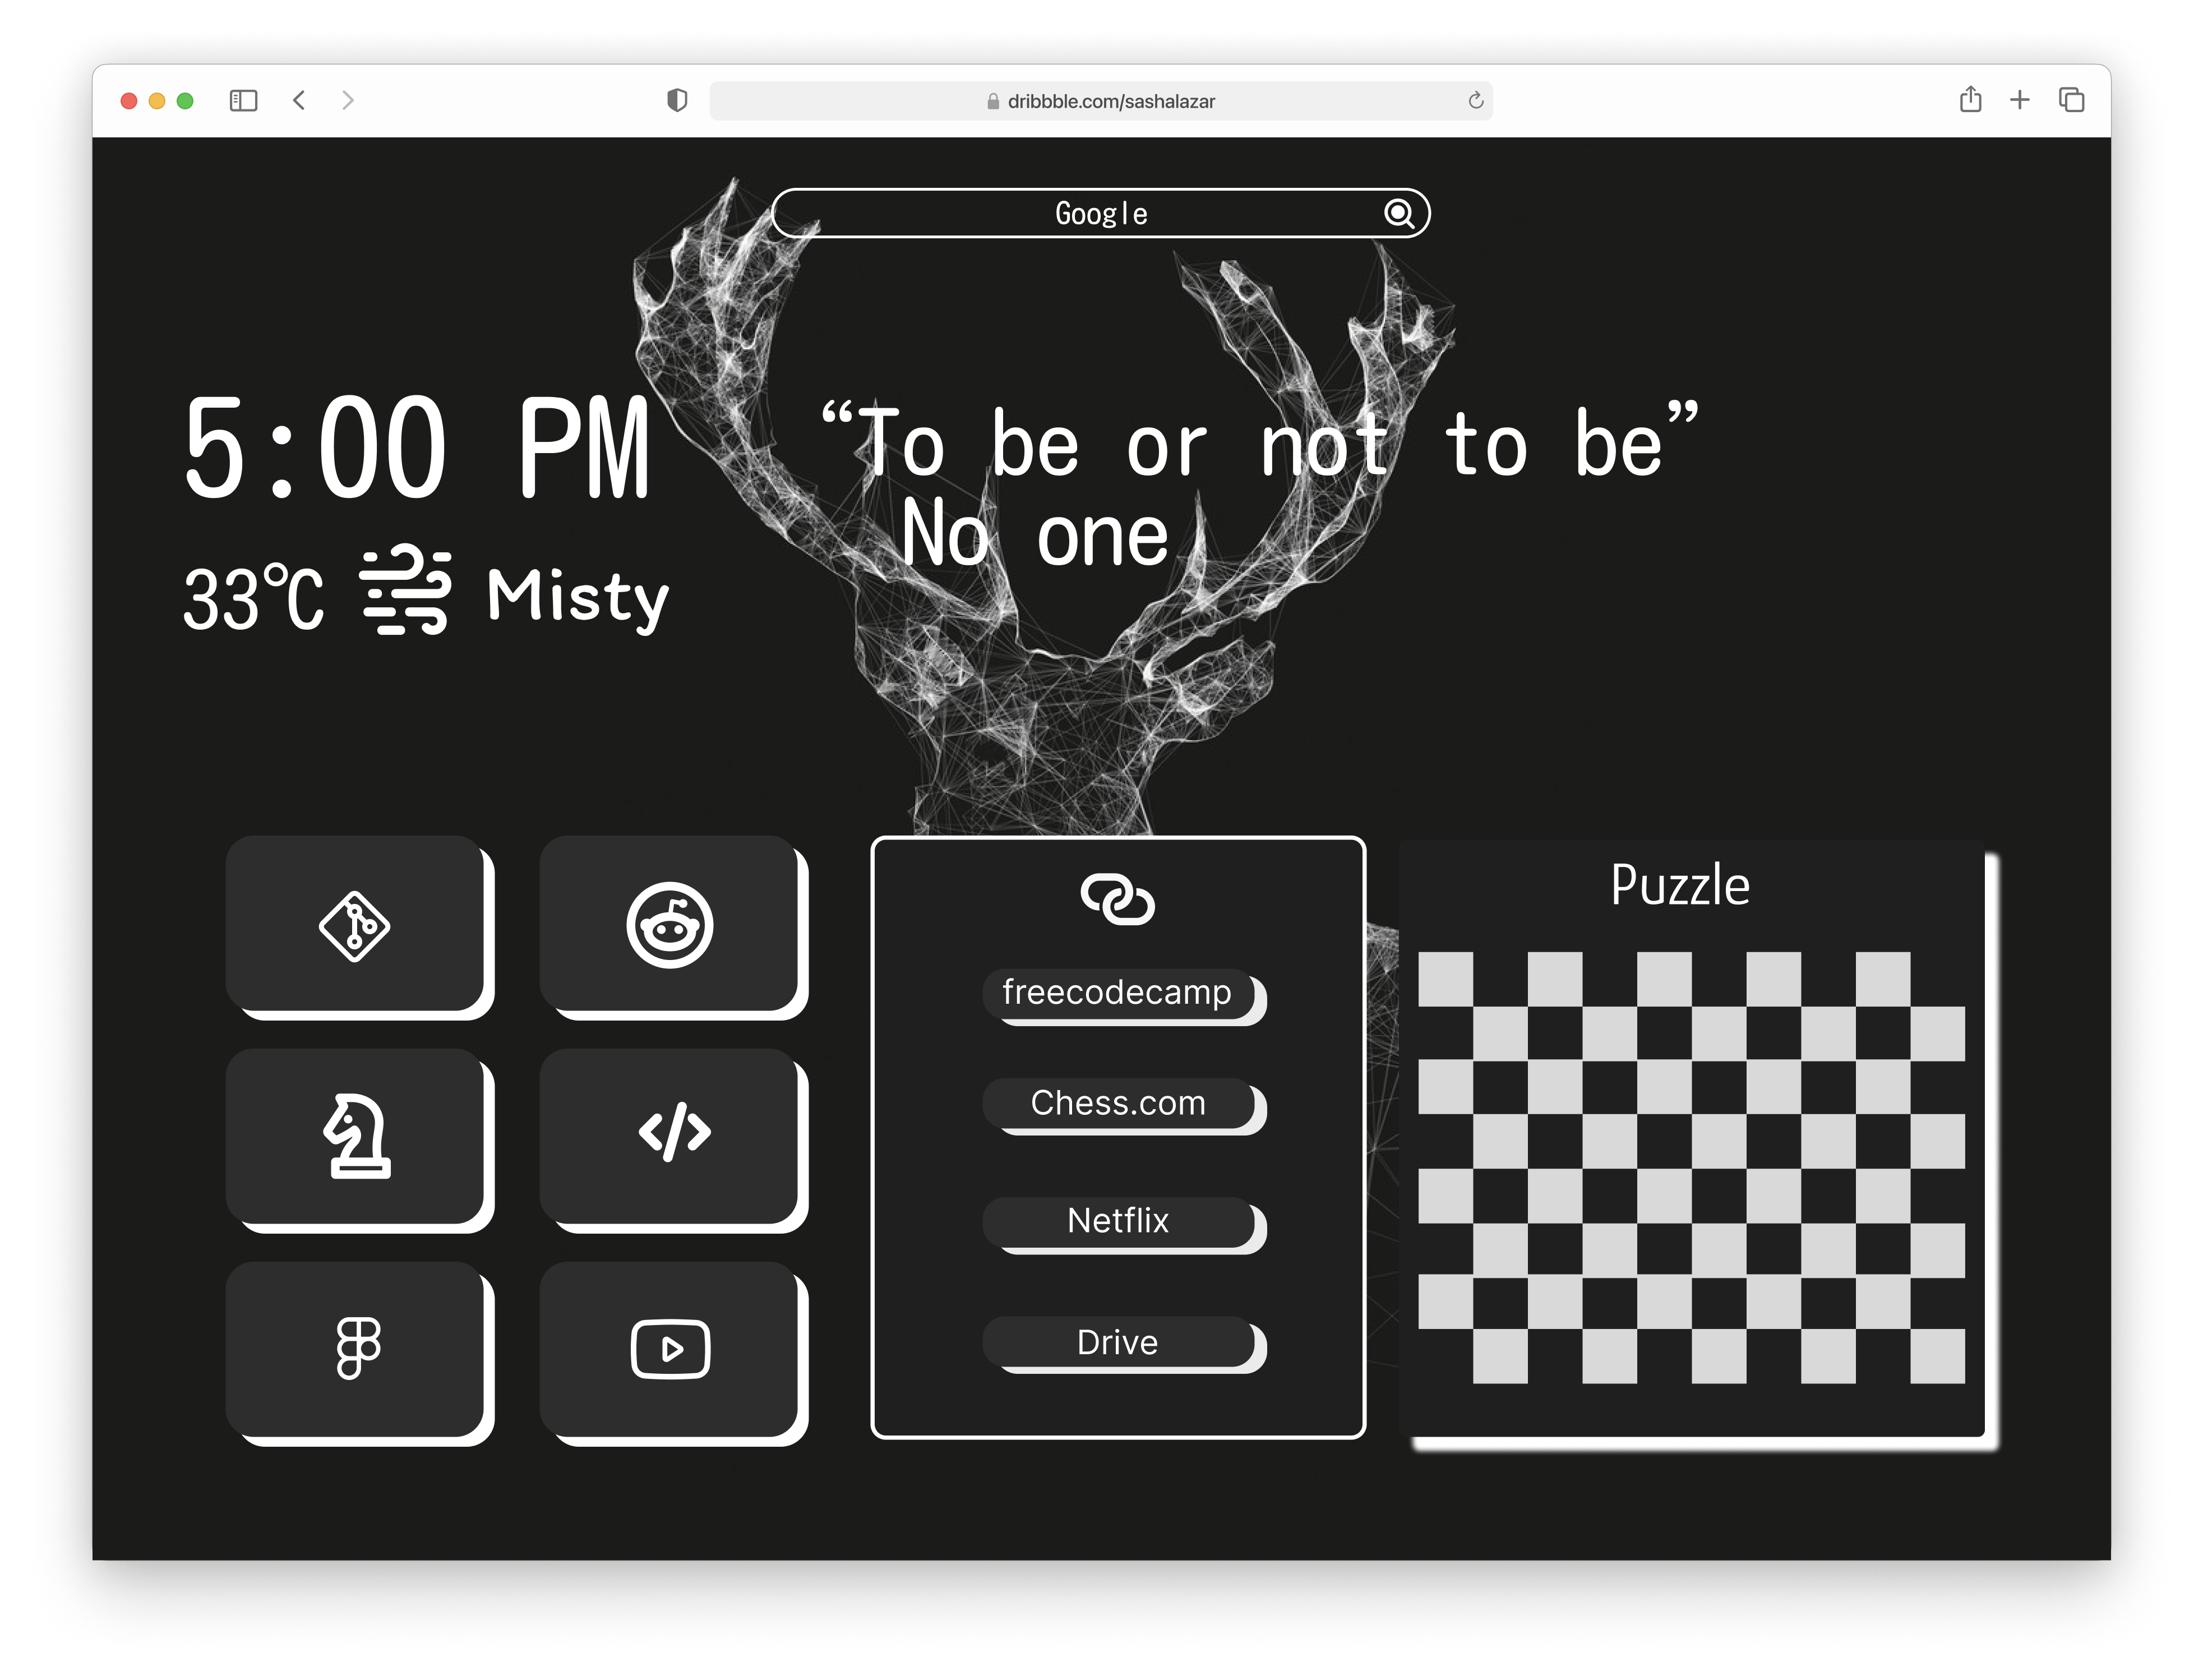 dribbble.com/sashalazar
Google
5:00 PM
“To be or not to be”
No one
33°C Misty
freecodecamp
Chess.com
Netflix
Drive
Puzzle